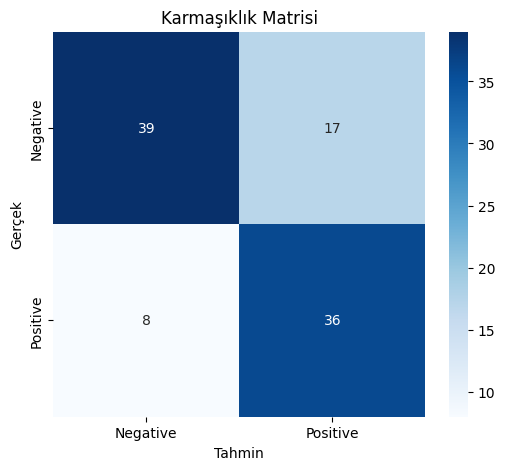 Karmaşıklık Matrisi
Gerçek
Negative
39
17
Positive
8
36
Negative
Positive
Tahmin
35
30
25
20
15
10